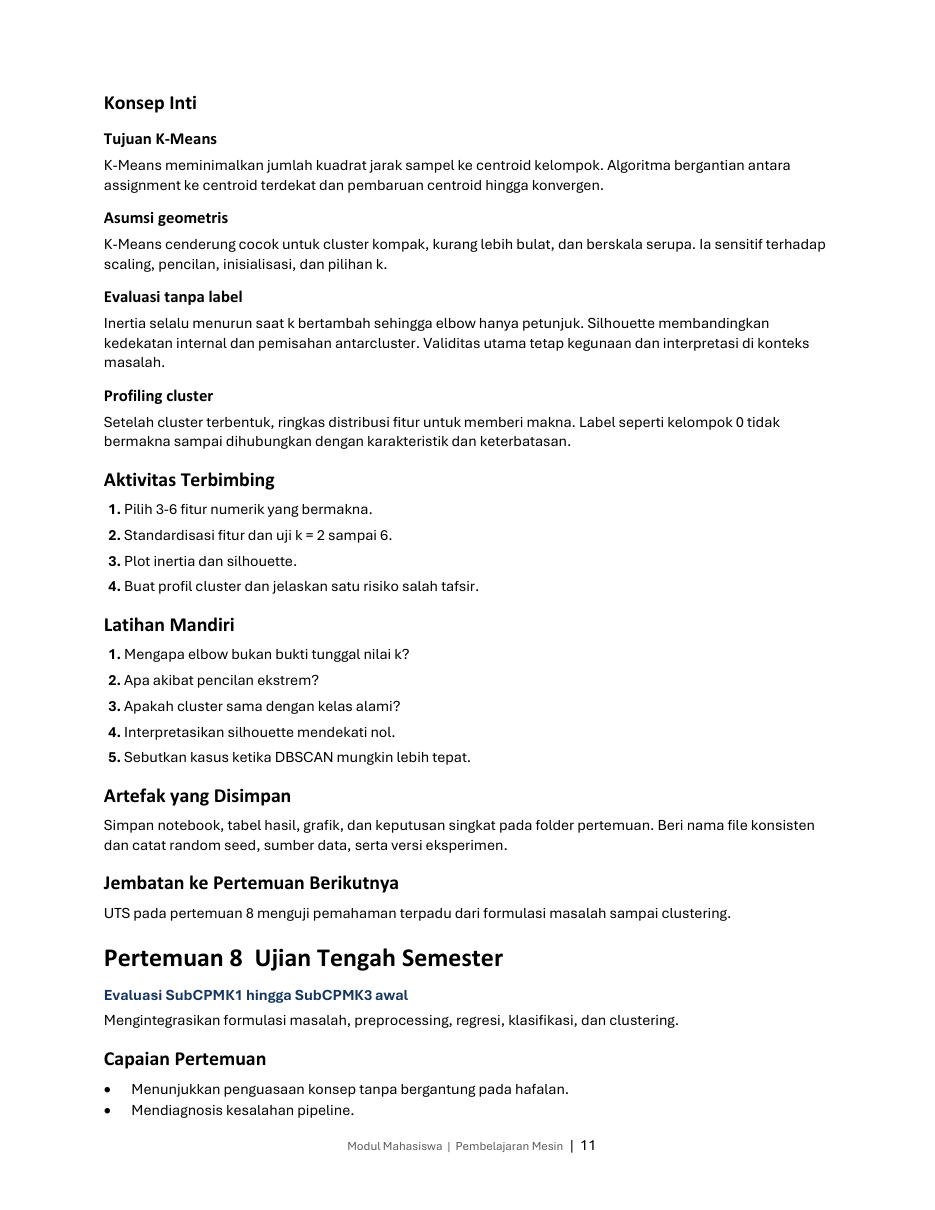 Konsep Inti
Tujuan K-Means
K-Means meminimalkan jumlah kuadrat jarak sampel ke centroid kelompok. Algoritma bergantian antara
assignment ke centroid terdekat dan pembaruan centroid hingga konvergen.
Asumsi geometris
K-Means cenderung cocok untuk cluster kompak, kurang lebih bulat, dan berskala serupa. Ia sensitif terhadap
scaling, pencilan, inisialisasi, dan pilihan k.
Evaluasi tanpa label
Inertia selalu menurun saat k bertambah sehingga elbow hanya petunjuk. Silhouette membandingkan
kedekatan internal dan pemisahan antarcluster. Validitas utama tetap kegunaan dan interpretasi di konteks
masalah.
Profiling cluster
Setelah cluster terbentuk, ringkas distribusi fitur untuk memberi makna. Label seperti kelompok 0 tidak
bermakna sampai dihubungkan dengan karakteristik dan keterbatasan.
Aktivitas Terbimbing
1. Pilih 3-6 fitur numerik yang bermakna.
2. Standardisasi fitur dan uji k = 2 sampai 6.
3. Plot inertia dan silhouette.
4. Buat profil cluster dan jelaskan satu risiko salah tafsir.
Latihan Mandiri
1. Mengapa elbow bukan bukti tunggal nilai k?
2. Apa akibat pencilan ekstrem?
3. Apakah cluster sama dengan kelas alami?
4. Interpretasikan silhouette mendekati nol.
5. Sebutkan kasus ketika DBSCAN mungkin lebih tepat.
Artefak yang Disimpan
Simpan notebook, tabel hasil, grafik, dan keputusan singkat pada folder pertemuan. Beri nama file konsisten
dan catat random seed, sumber data, serta versi eksperimen.
Jembatan ke Pertemuan Berikutnya
UTS pada pertemuan 8 menguji pemahaman terpadu dari formulasi masalah sampai clustering.
Pertemuan 8  Ujian Tengah Semester
Evaluasi SubCPMK1 hingga SubCPMK3 awal
Mengintegrasikan formulasi masalah, preprocessing, regresi, klasifikasi, dan clustering.
Capaian Pertemuan
• Menunjukkan penguasaan konsep tanpa bergantung pada hafalan.
• Mendiagnosis kesalahan pipeline.
Modul Mahasiswa | Pembelajaran Mesin | 11